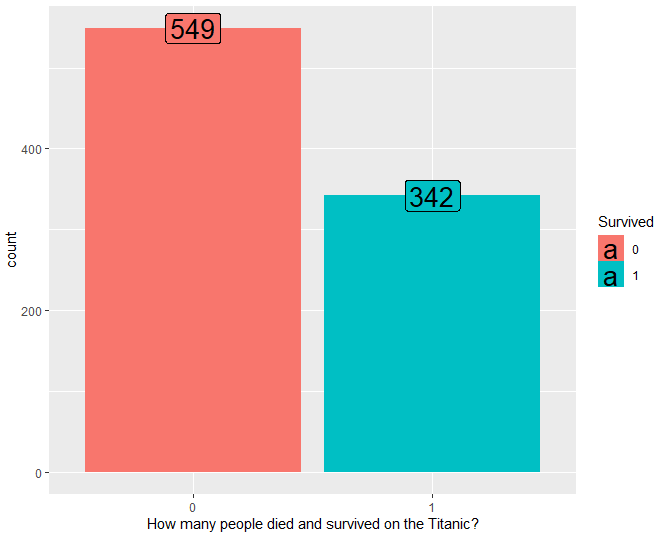 549
342
400
200
0
count
0
1
How many people died and survived on the Titanic?
Survived
a 0
a 1